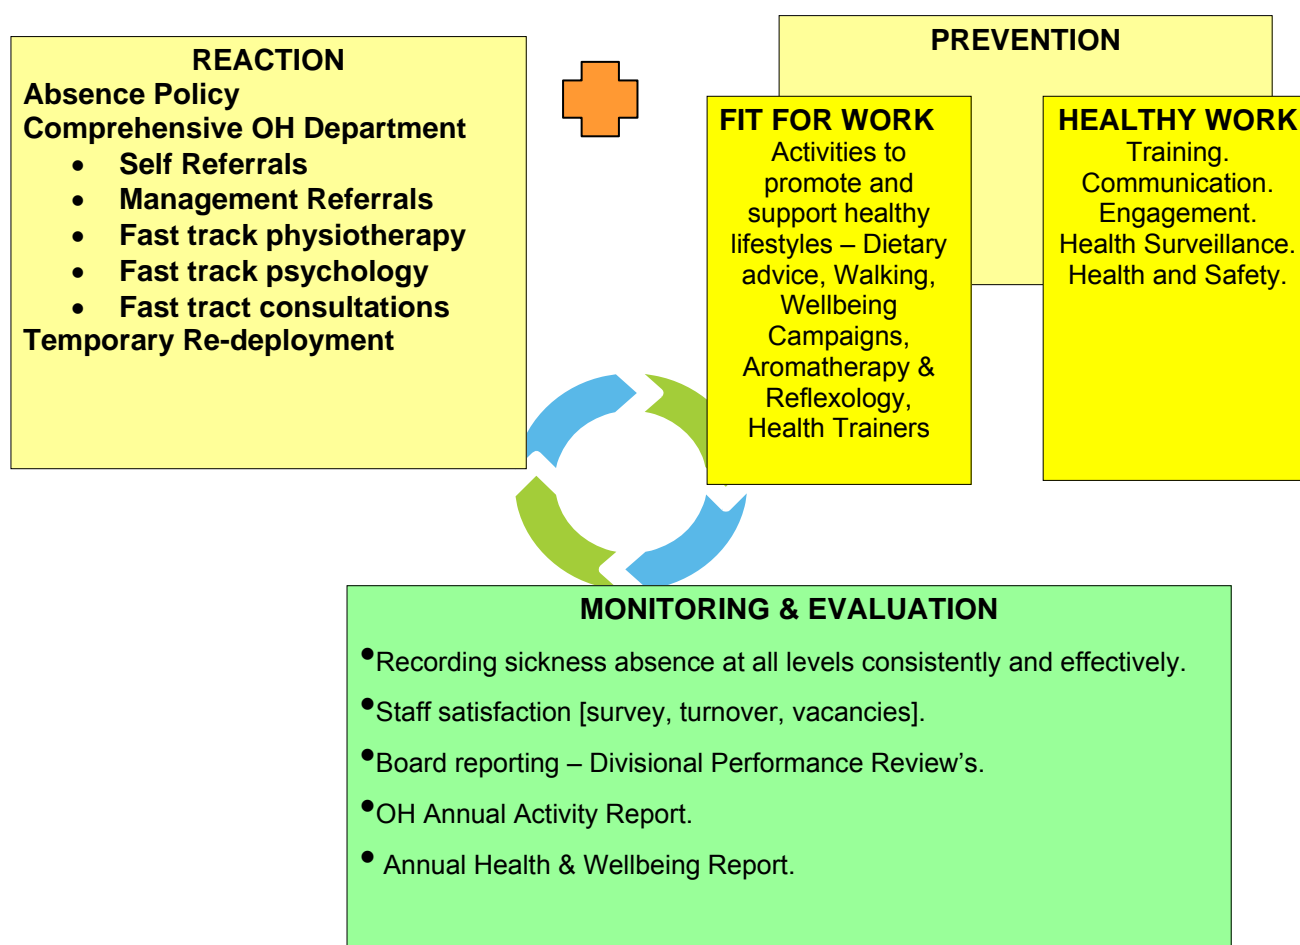 REACTION
Absence Policy
Comprehensive OH Department
• Self Referrals
• Management Referrals
• Fast track physiotherapy
• Fast track psychology
• Fast tract consultations
Temporary Re-deployment
PREVENTION
FIT FOR WORK
Activities to
promote and
support healthy
lifestyles – Dietary
advice, Walking,
Wellbeing
Campaigns,
Aromatherapy &
Reflexology,
Health Trainers
HEALTHY WORK
Training.
Communication.
Engagement.
Health Surveillance.
Health and Safety.
MONITORING & EVALUATION
•Recording sickness absence at all levels consistently and effectively.
•Staff satisfaction [survey, turnover, vacancies].
•Board reporting – Divisional Performance Review's.
•OH Annual Activity Report.
• Annual Health & Wellbeing Report.